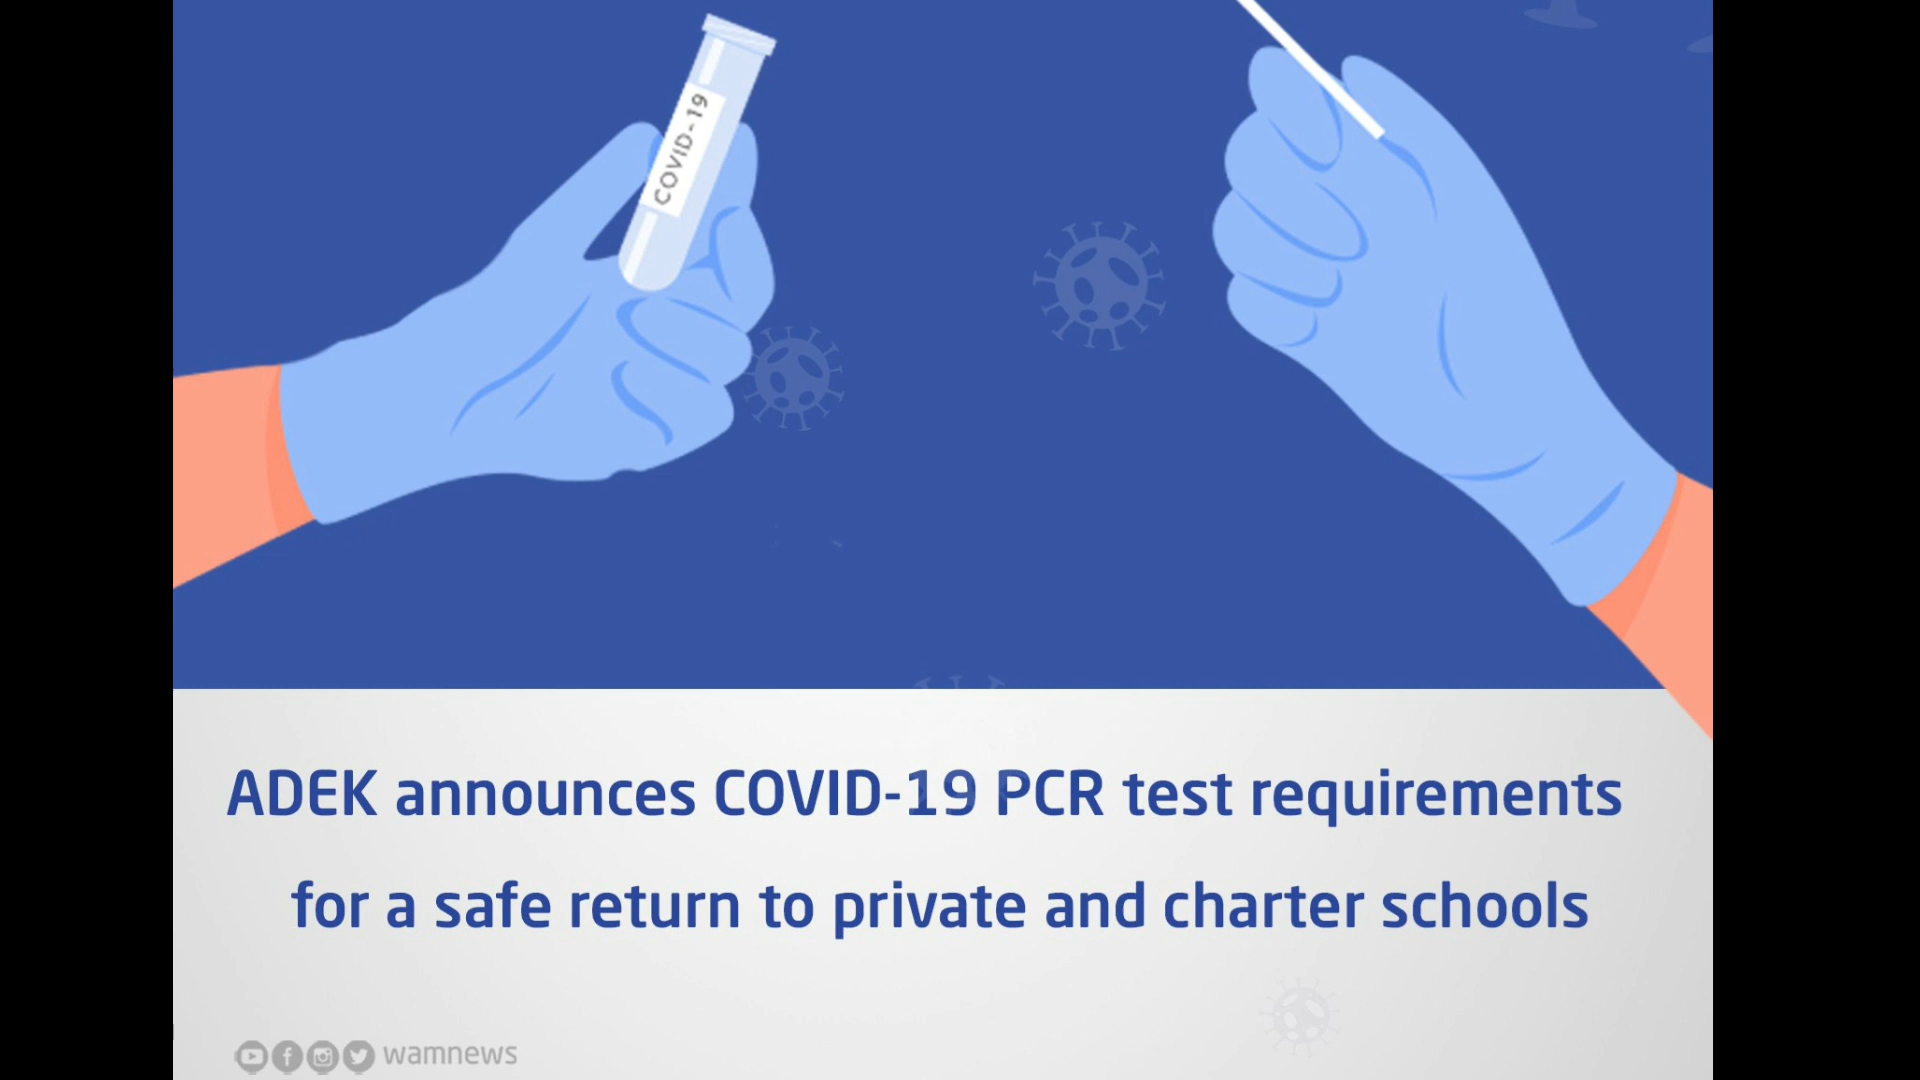 COVID-19
ADEK announces COVID-19 PCR test requirements
for a safe return to private and charter schools
wamnews